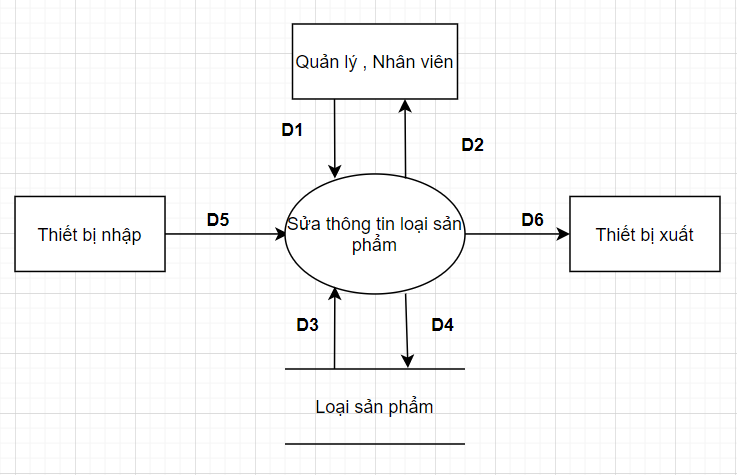 Quản lý , Nhân viên
D1
D2
Thiết bị nhập
D5
Sửa thông tin loại sản
phẩm
D6
Thiết bị xuất
D3
D4
Loại sản phẩm